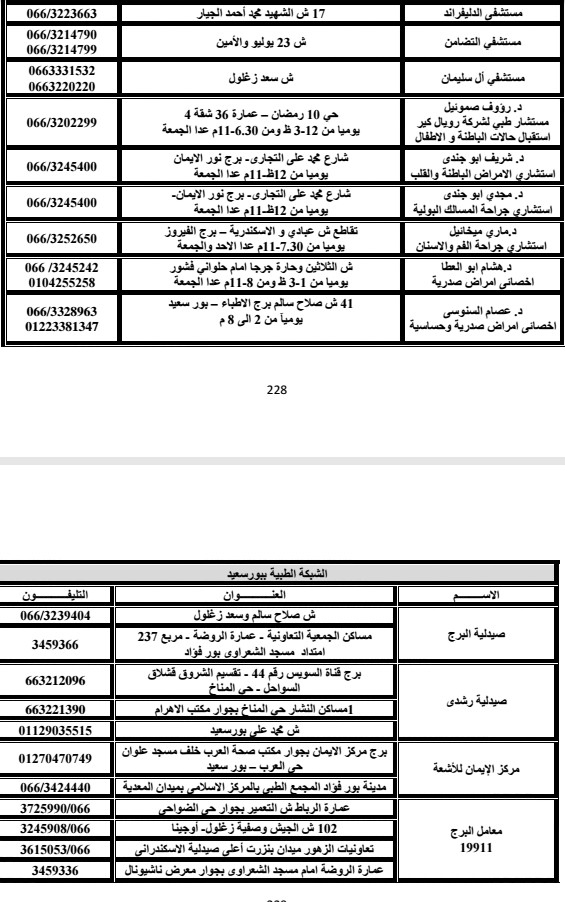 مستشفى الدليفراند 17 ش الشهيد محمد أحمد الجيار 066/3223663
مستشفي التضامن ش 23 يوليو والأمين 066/3214790
066/3214799
مستشفي أل سليمان ش سعد زغلول 0663331532
0663220220
د. رؤوف صموئيل
مستشار طبي لشركة رويال كير
استقبال حالات الباطنة و الاطفال
حي 10 رمضان – عمارة 36 شقة 4
يوميا من 12-3 ظ ومن 6.30-11م عدا الجمعة
066/3202299
د. شريف ابو جندى
استشاري الامراض الباطنة والقلب
شارع محمد على التجارى- برج نور الايمان
يوميا من 12ظ-11م عدا الجمعة
066/3245400
د. مجدي ابو جندى
استشاري جراحة المسالك البولية
شارع محمد على التجارى- برج نور الايمان-
يوميا من 12ظ-11م عدا الجمعة
066/3245400
د.ماري ميخائيل
استشاري جراحة الفم والاسنان
تقاطع ش عبادي و الاسكندرية – برج الفيروز
يوميا من 7.30-11م عدا الاحد والجمعة
066/3252650
د.هشام ابو العطا
اخصائى امراض صدرية
ش الثلاثين وحارة جرجا امام حلواني فشور
يوميا من 1-3 ظ ومن 8-11م عدا الجمعة
066 /3245242
0104255258
د. عصام السنوسى
اخصائى امراض صدرية وحساسية
41 ش صلاح سالم برج الاطباء – بور سعيد
يومياً من 2 الى 8 م
066/3328963
01223381347
228
الشبكة الطبية ببورسعيد
الاســـــم العنـــــوان التليفـــــون
صيدلية البرج
ش صلاح سالم وسعد زغلول 066/3239404
مساكن الجمعية التعاونية - عمارة الروضة - مربع 237
امتداد مسجد الشعراوى بور فؤاد
3459366
صيدلية رشدى
برج قناة السويس رقم 44 - تقسيم الشروق قشلاق
السواحل - حي المناخ
663212096
1مساكن النشار حي المناخ بجوار مكتب الاهرام 663221390
ش محمد على بورسعيد 01129035515
مركز الإيمان للأشعة
برج مركز الايمان بجوار مكتب صحة العرب خلف مسجد علوان
حى العرب – بور سعيد
01270470749
مدينة بور فؤاد المجمع الطبي بالمركز الاسلامى بميدان المعدية 066/3424440
معامل البرج
19911
عمارة الرباط ش التعمير بجوار حى الضواحى 3725990/066
102 ش الجيش وصفية زغلول- أوجينا 3245908/066
تعاونيات الزهور ميدان بنزرت أعلى صيدلية الاسكندرانى 3615053/066
عمارة الروضة امام مسجد الشعراوى بجوار معرض ناشيونال 3459336